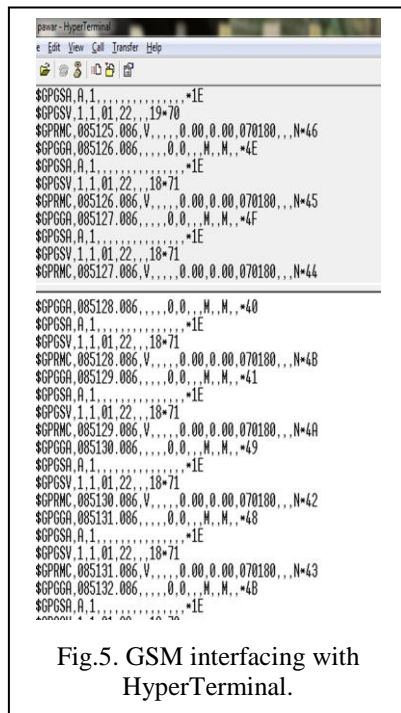 pawar - HyperTerminal
e Edit View Call Transfer Help
$GPGSA,A,1,,,,,,,,,,,,,,,*1E
$GPGSV,1,1,01,22,,,19*70
$GPRMC,085125.086,V,,,,,0.00,0.00,070180,,,N*46
$GPGGA,085126.086,,,,,0,0,,,M,,M,,*4E
$GPGSA,A,1,,,,,,,,,,,,,,,*1E
$GPGSV,1,1,01,22,,,18*71
$GPRMC,085126.086,V,,,,,0.00,0.00,070180,,,N*45
$GPGGA,085127.086,,,,,0,0,,,M,,M,,*4F
$GPGSA,A,1,,,,,,,,,,,,,,,*1E
$GPGSV,1,1,01,22,,,18*71
$GPRMC,085127.086,V,,,,,0.00,0.00,070180,,,N*44
$GPGGA,085128.086,,,,,0,0,,,M,,M,,*40
$GPGSA,A,1,,,,,,,,,,,,,,,*1E
$GPGSV,1,1,01,22,,,18*71
$GPRMC,085128.086,V,,,,,0.00,0.00,070180,,,N*4B
$GPGGA,085129.086,,,,,0,0,,,M,,M,,*41
$GPGSA,A,1,,,,,,,,,,,,,,,*1E
$GPGSV,1,1,01,22,,,18*71
$GPRMC,085129.086,V,,,,,0.00,0.00,070180,,,N*4A
$GPGGA,085130.086,,,,,0,0,,,M,,M,,*49
$GPGSA,A,1,,,,,,,,,,,,,,,*1E
$GPGSV,1,1,01,22,,,18*71
$GPRMC,085130.086,V,,,,,0.00,0.00,070180,,,N*42
$GPGGA,085131.086,,,,,0,0,,,M,,M,,*48
$GPGSA,A,1,,,,,,,,,,,,,,,*1E
$GPGSV,1,1,01,22,,,18*71
$GPRMC,085131.086,V,,,,,0.00,0.00,070180,,,N*43
$GPGGA,085132.086,,,,,0,0,,,M,,M,,*4B
$GPGSA,A,1,,,,,,,,,,,,,,,*1E
Fig.5. GSM interfacing with
HyperTerminal.